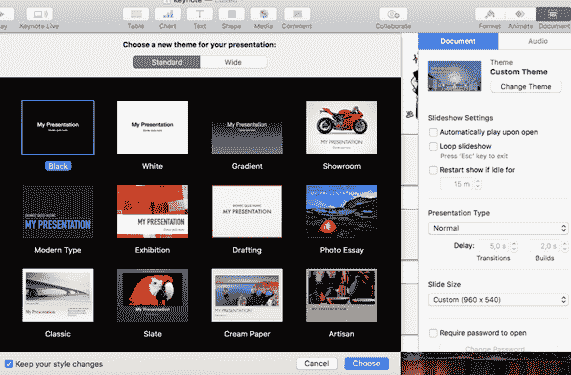 keynote
Keynote Live
Table
Chart
Text
Shape
Media
Comment
Collaborate
Format
Animate
Document
Choose a new theme for your presentation:
Standard
Wide
My Presentation
Black
My Presentation
White
My Presentation
Gradient
MY PRESENTATION
Showroom
MY PRESENTATION
Modern Type
MY PRESENTATION
Exhibition
MY PRESENTATION
Drafting
Photo Essay
My Presentation
Classic
My Presentation
Slate
Cream Paper
Artisan
Keep your style changes
Cancel
Choose
Document
Audio
Theme
Custom Theme
Change Theme
Slideshow Settings
Automatically play upon open
Loop slideshow
Press 'Esc' key to exit
Restart show if idle for
15 m
Presentation Type
Normal
Delay:
5,0 s
2,0 s
Transitions
Builds
Slide Size
Custom (960 x 540)
Require password to open
Change Password